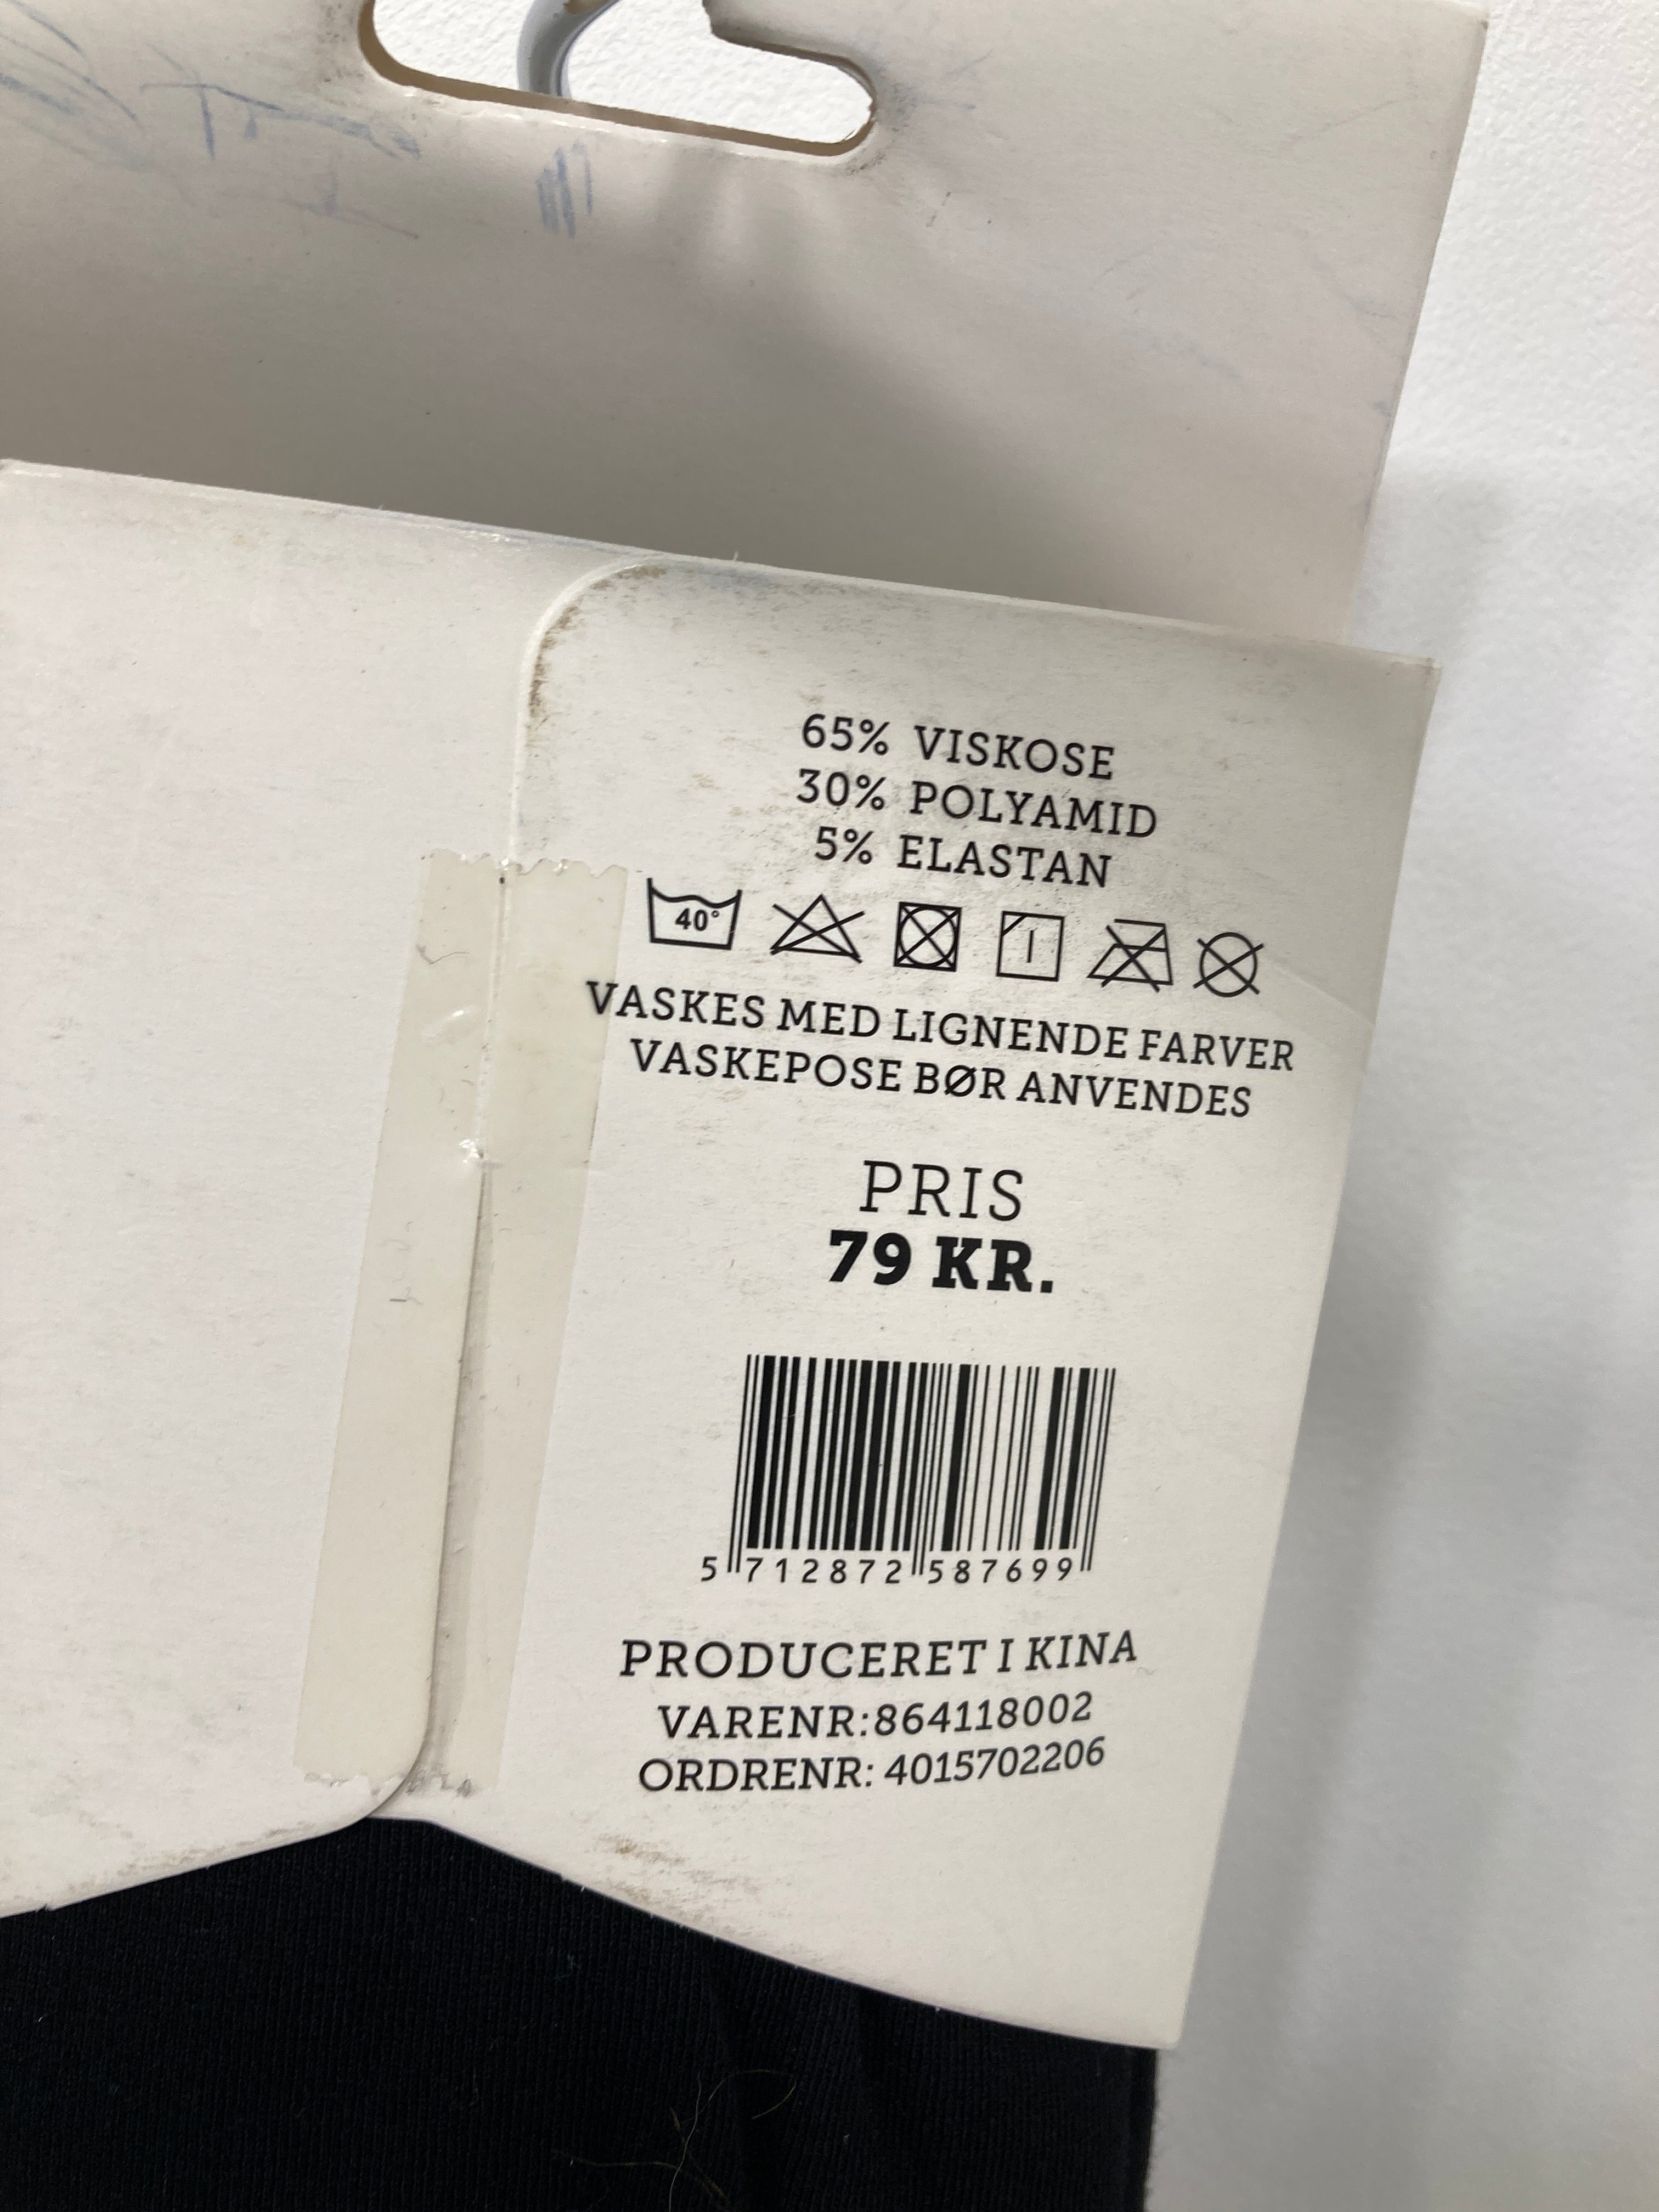 65% VISKOSE
30% POLYAMID
5% ELASTAN
40°
VASKES MED LIGNENDE FARVER
VASKEPOSE BØR ANVENDES
PRIS
79 KR.
5 712872 587699
PRODUCERET I KINA
VARENR:864118002
ORDRENR: 4015702206